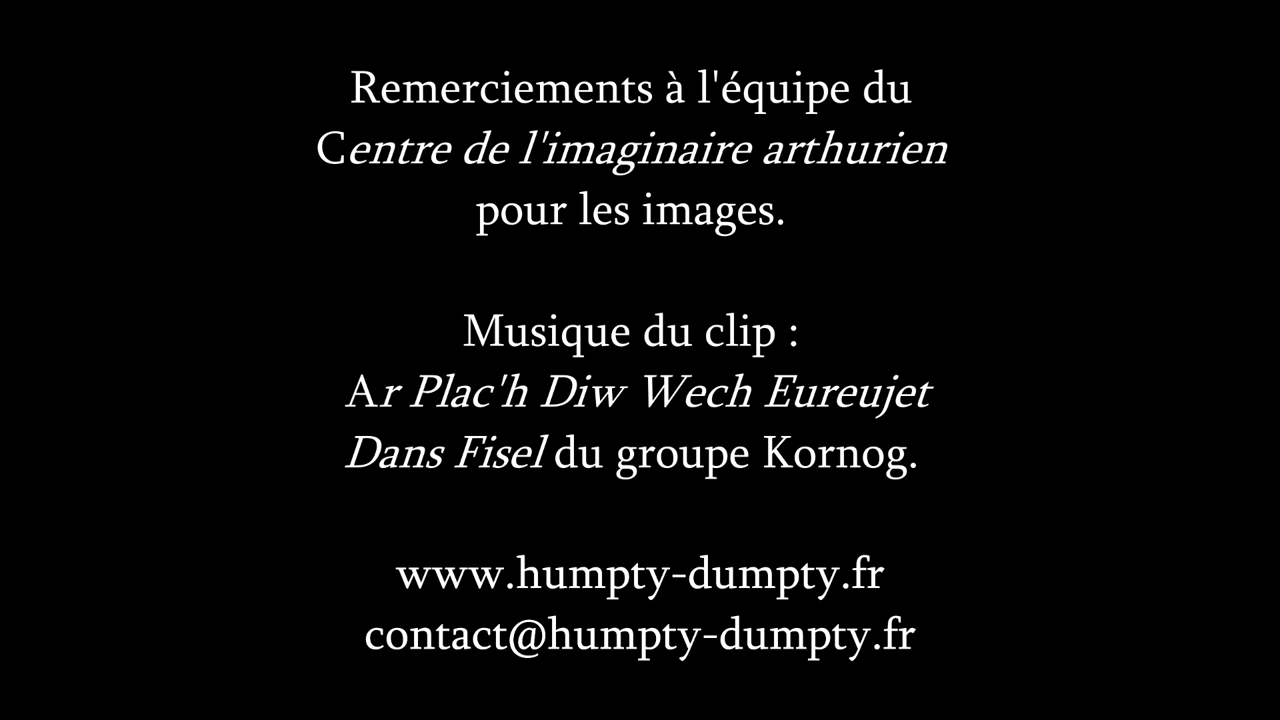 Remerciements à l'équipe du
Centre de l'imaginaire arthurien
pour les images.
Musique du clip :
Ar Plac'h Diw Wech Eureujet
Dans Fisel du groupe Kornog.
www.humpty-dumpty.fr
contact@humpty-dumpty.fr